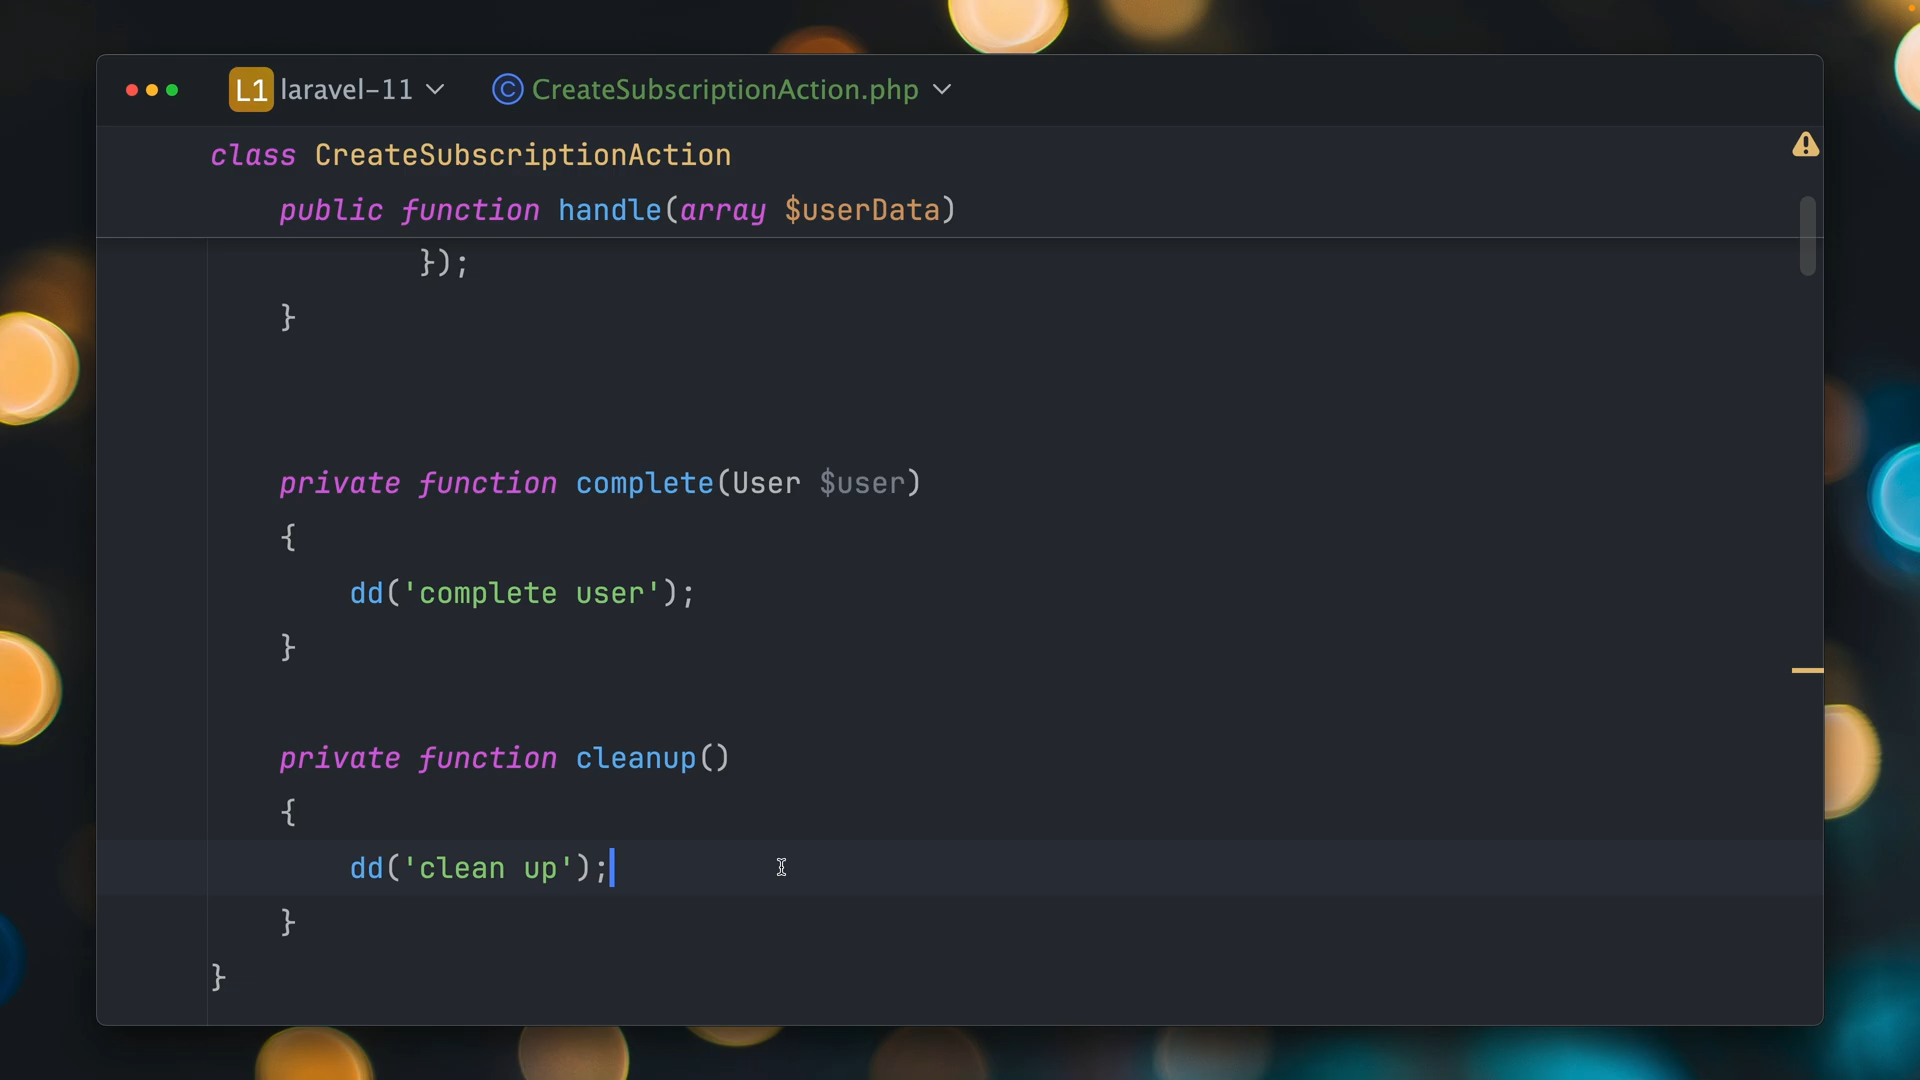 L1 laravel-11 CreateSubscriptionAction.php
class CreateSubscriptionAction
public function handle(array $userData)
});
}
private function complete(User $user)
{
dd('complete user');
}
private function cleanup()
{
dd('clean up');
}
}